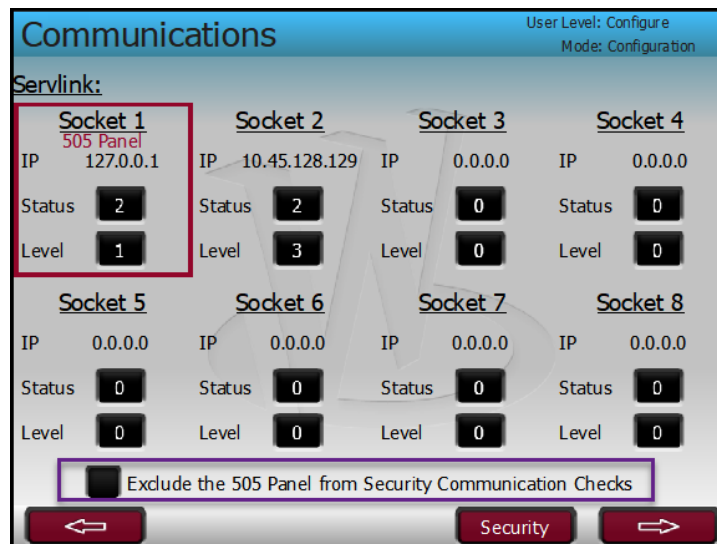 Communications
User Level: Configure
Mode: Configuration
Servlink:
Socket 1 Socket 2 Socket 3 Socket 4
505 Panel
IP 127.0.0.1 IP 10.45.128.129 IP 0.0.0.0 IP 0.0.0.0
Status 2 Status 2 Status 0 Status 0
Level 1 Level 3 Level 0 Level 0
Socket 5 Socket 6 Socket 7 Socket 8
IP 0.0.0.0 IP 0.0.0.0 IP 0.0.0.0 IP 0.0.0.0
Status 0 Status 0 Status 0 Status 0
Level 0 Level 0 Level 0 Level 0
Exclude the 505 Panel from Security Communication Checks
Security